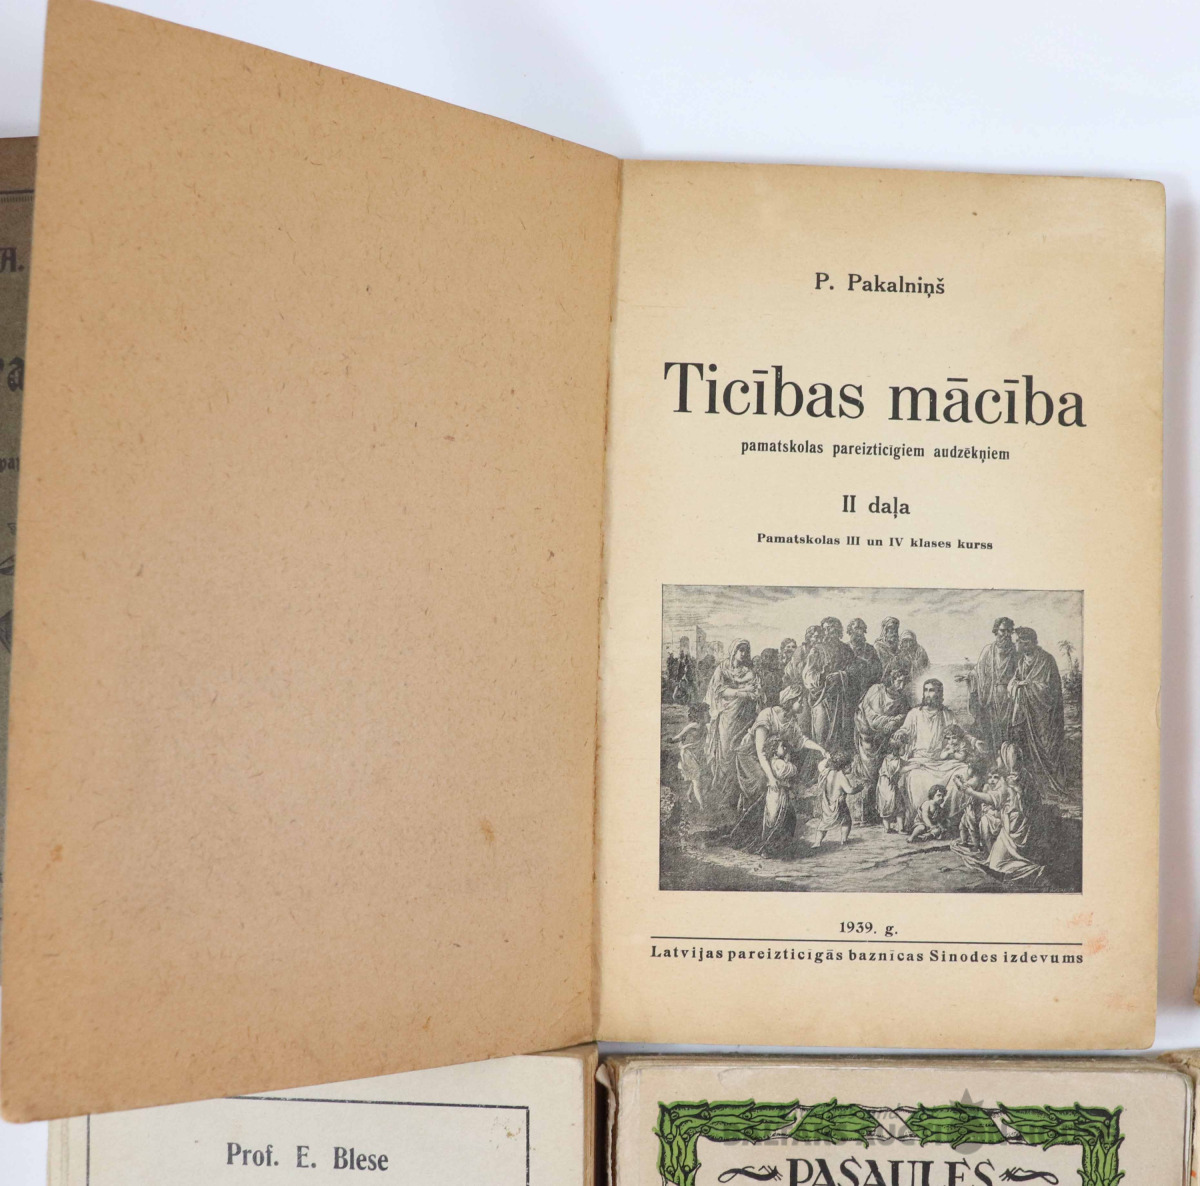 P. Pakalniņš
Ticības mācība
pamatskolas pareizticīgiem audzēkņiem
II daļa
Pamatskolas III un IV klases kurss
1939. g.
Latvijas pareizticīgās baznīcas Sinodes izdevums
Prof. E. Blese
PASAULES